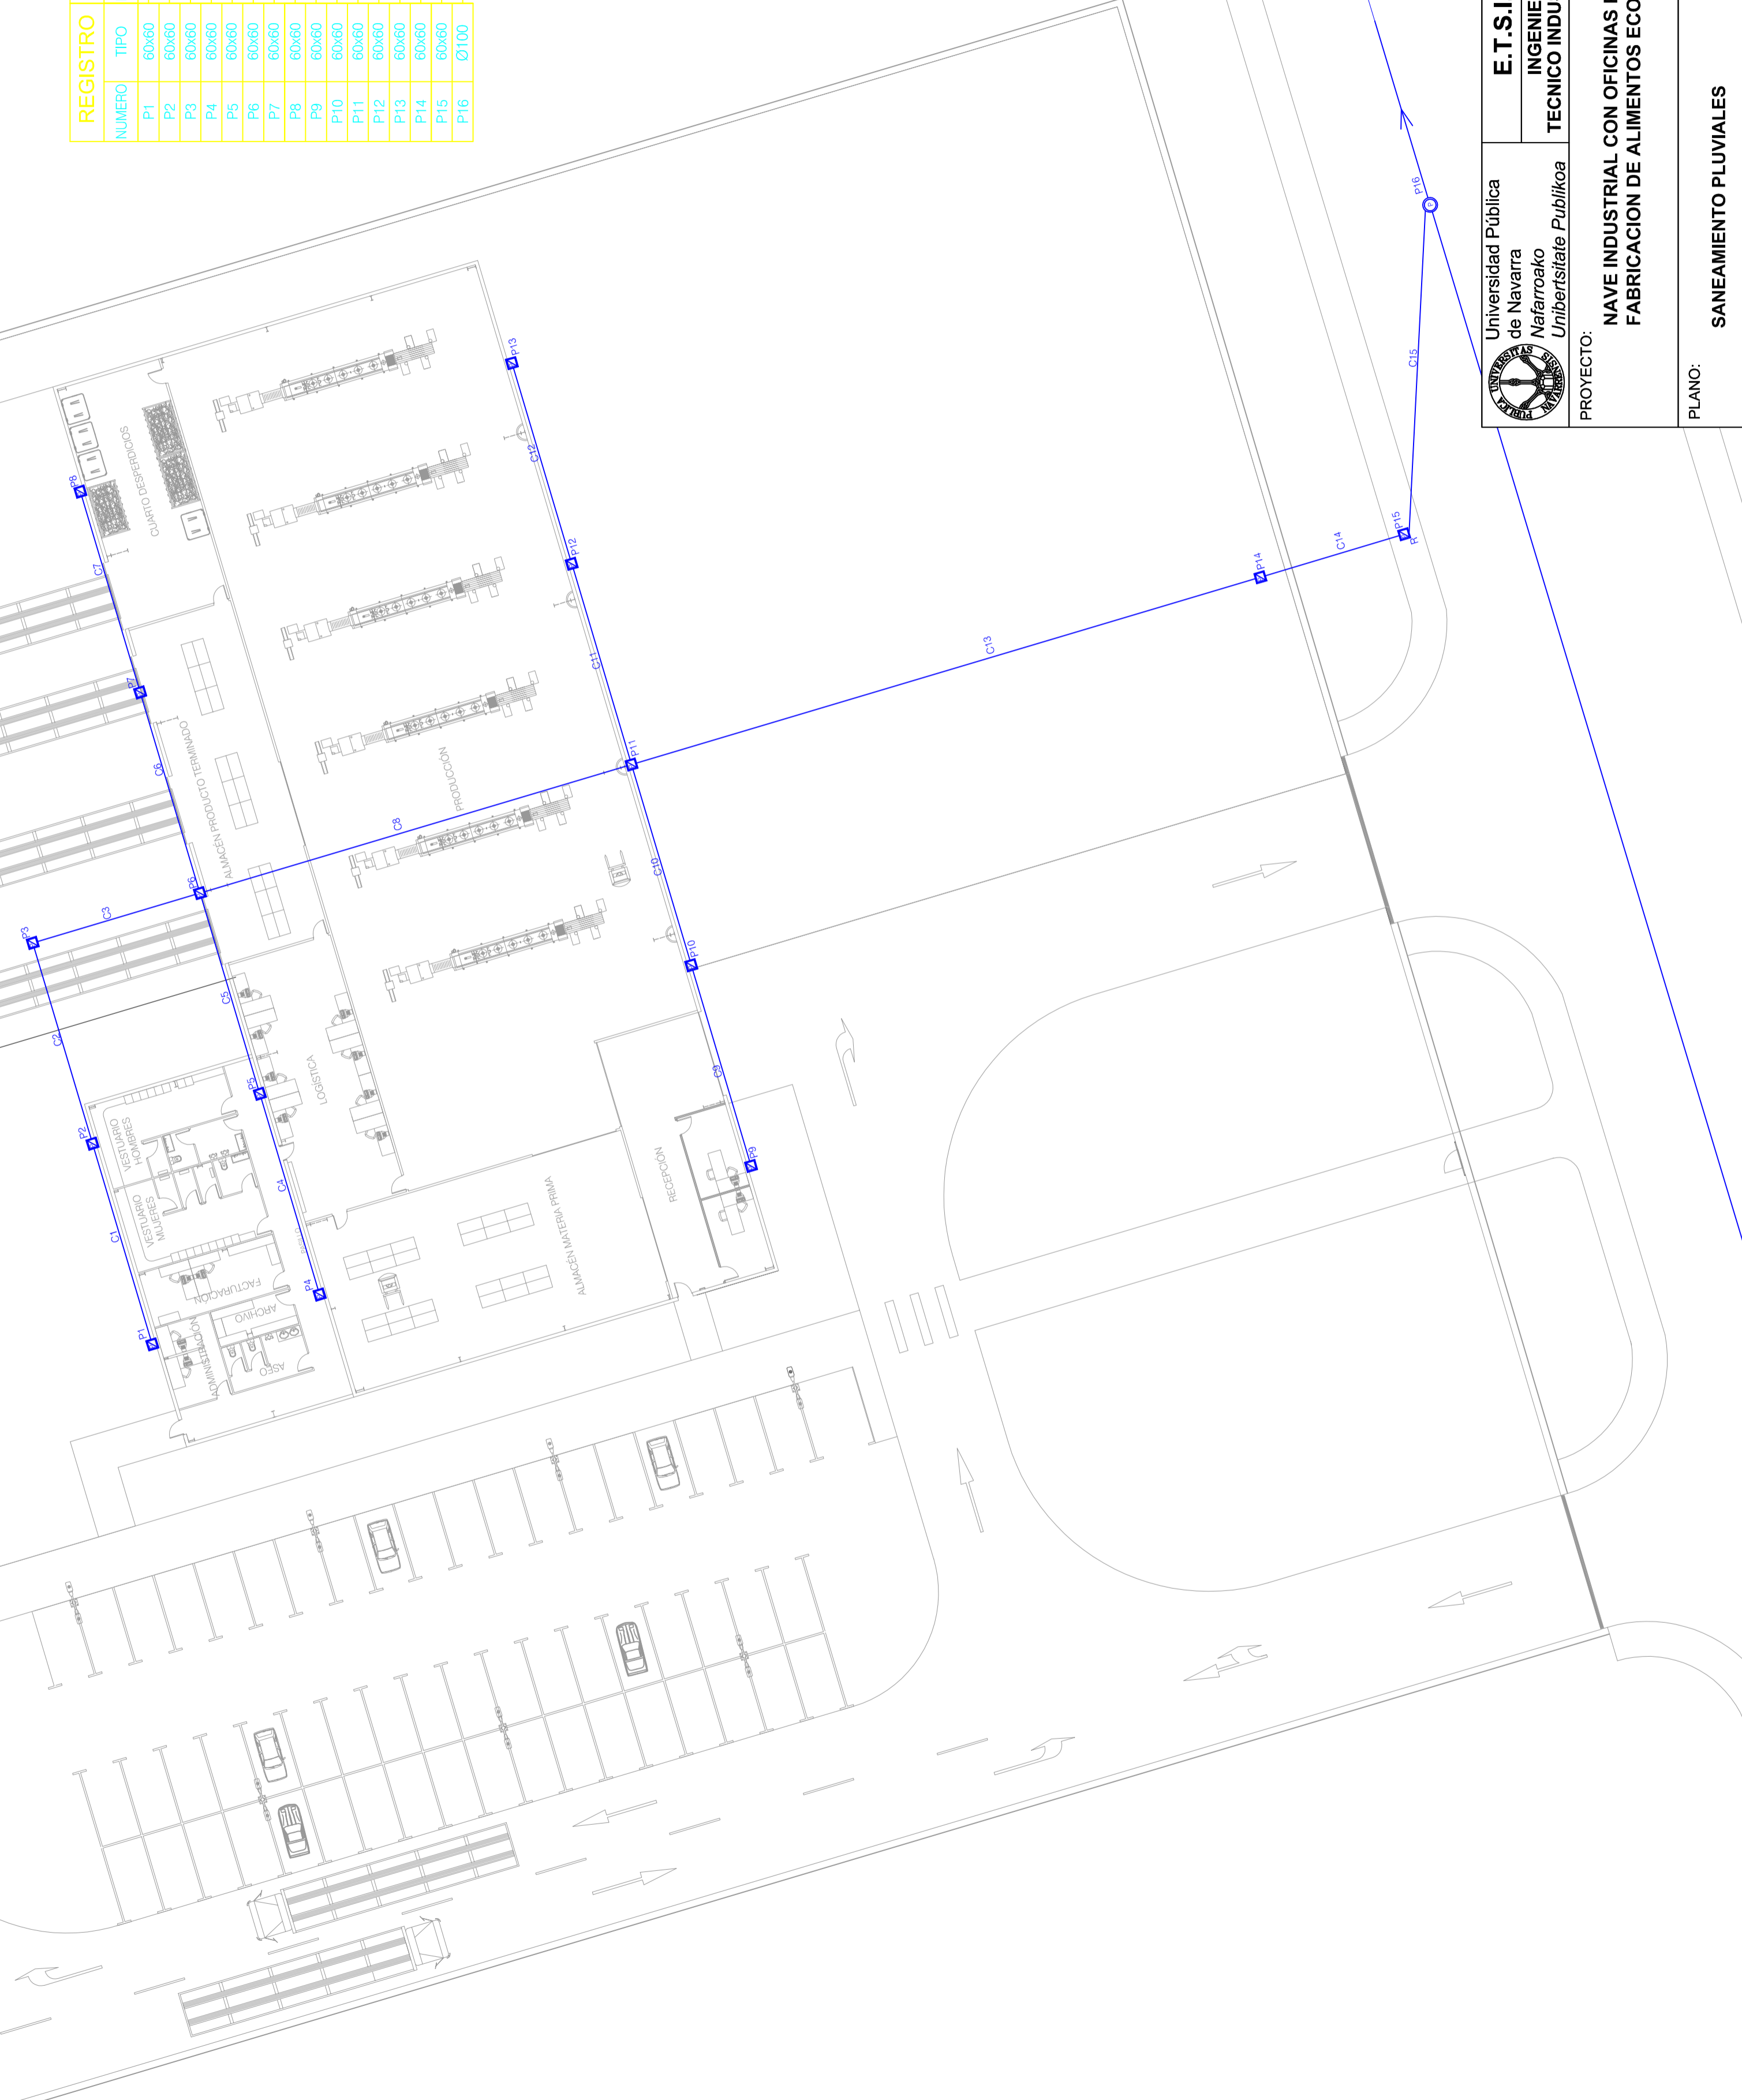 REGISTRO
NUMERO TIPO
P1 60x60
P2 60x60
P3 60x60
P4 60x60
P5 60x60
P6 60x60
P7 60x60
P8 60x60
P9 60x60
P10 60x60
P11 60x60
P12 60x60
P13 60x60
P14 60x60
P15 60x60
P16 Ø100
P8
CUARTO DESPERDICIOS
C7
P13
C12
P7
P12
ALMACÉN PRODUCTO TERMINADO
C6
C11
PRODUCCIÓN
P3
C3
P6
C8
P11
C10
C2
C5
P10
LOGÍSTICA
P2
VESTUARIO
HOMBRES
P5
C9
C1
VESTUARIO
MUJERES
C4
RECEPCIÓN
P9
FACTURACIÓN
P4
ALMACÉN MATERIA PRIMA
P1
ADMINISTRACIÓN
ARCHIVO
ASEO
C13
P14
C14
P15
R
C15
P16
P
PUBLICA UNIVERSITAS NAVARRENSIS
Universidad Pública
de Navarra
Nafarroako
Unibertsitate Publikoa
E.T.S.I
INGENIE
TECNICO INDUS
PROYECTO:
NAVE INDUSTRIAL CON OFICINAS
FABRICACION DE ALIMENTOS ECO
PLANO:
SANEAMIENTO PLUVIALES